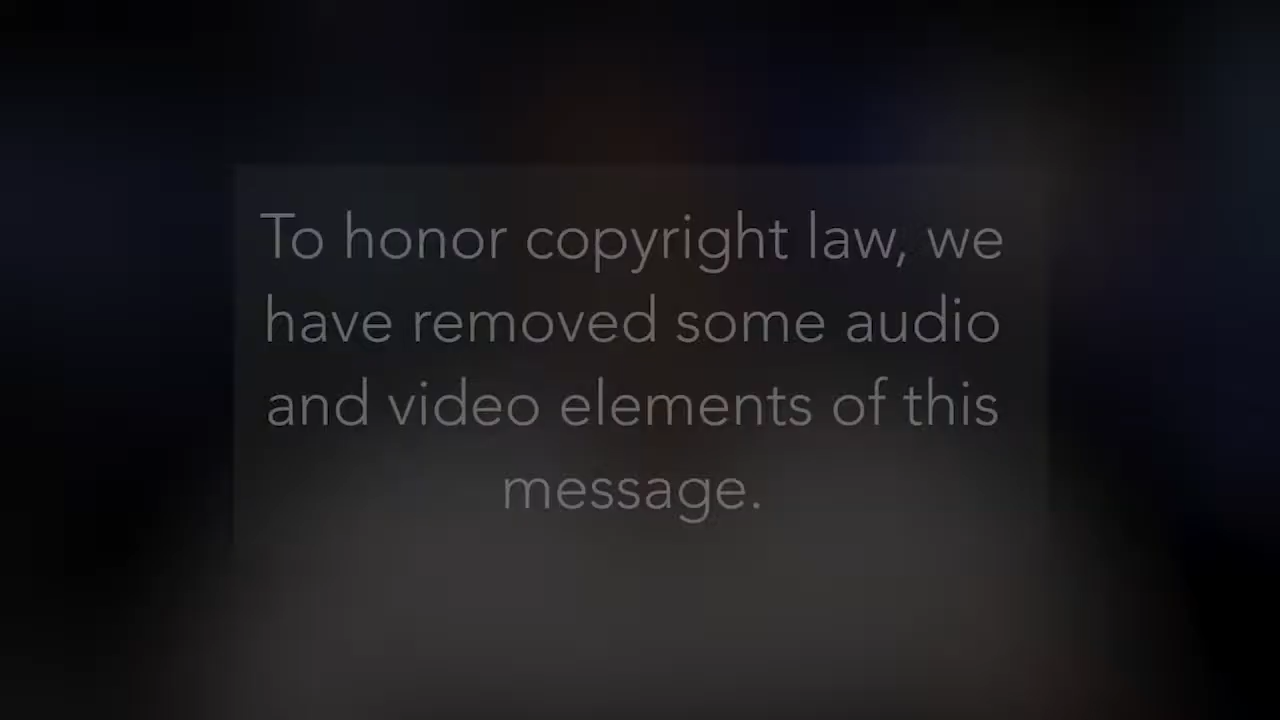 To honor copyright law, we
have removed some audio
and video elements of this
message.